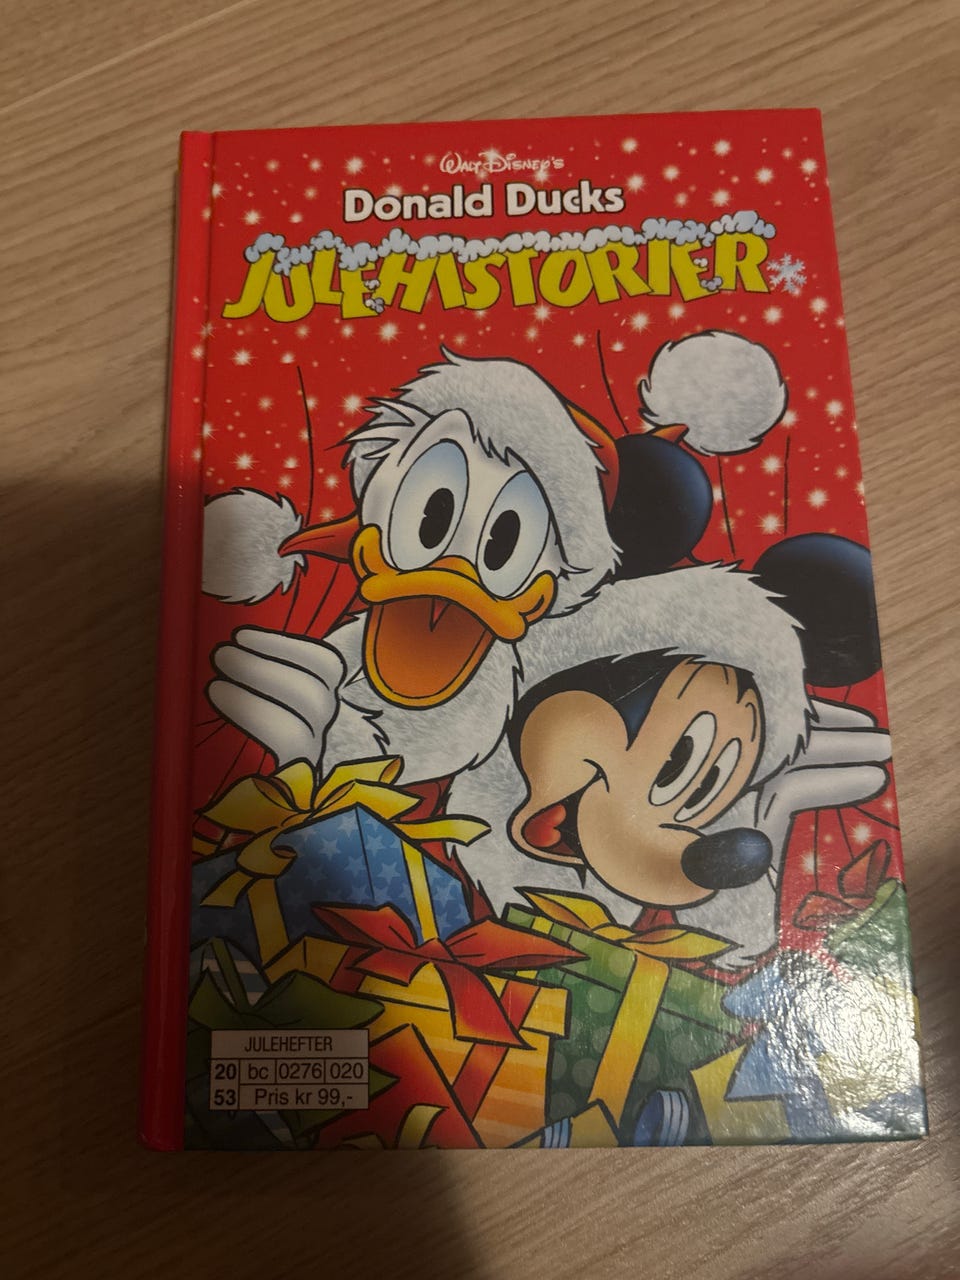 Walt Disney's
Donald Ducks
JULEHISTORIER
JULEHEFTER
20 bc 0276 020
53 Pris kr 99,-